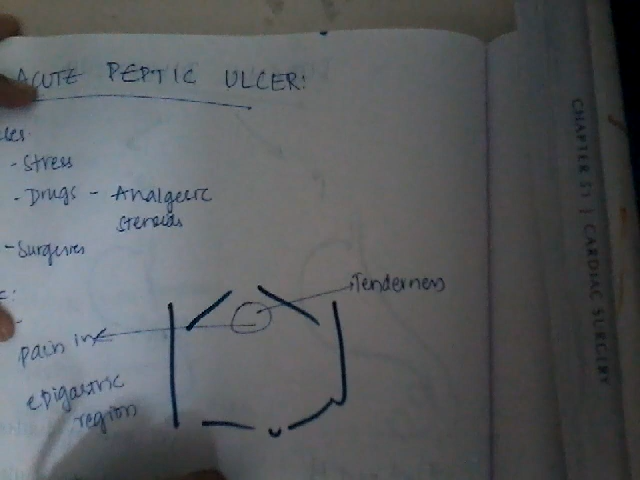 ACUTE PEPTIC ULCER:
- Stress
- Drugs - Analgesic
steroids
- Surgeries
Tenderness
pain in
epigastric
region
CHAPTER 51 | CARDIAC SURGERY